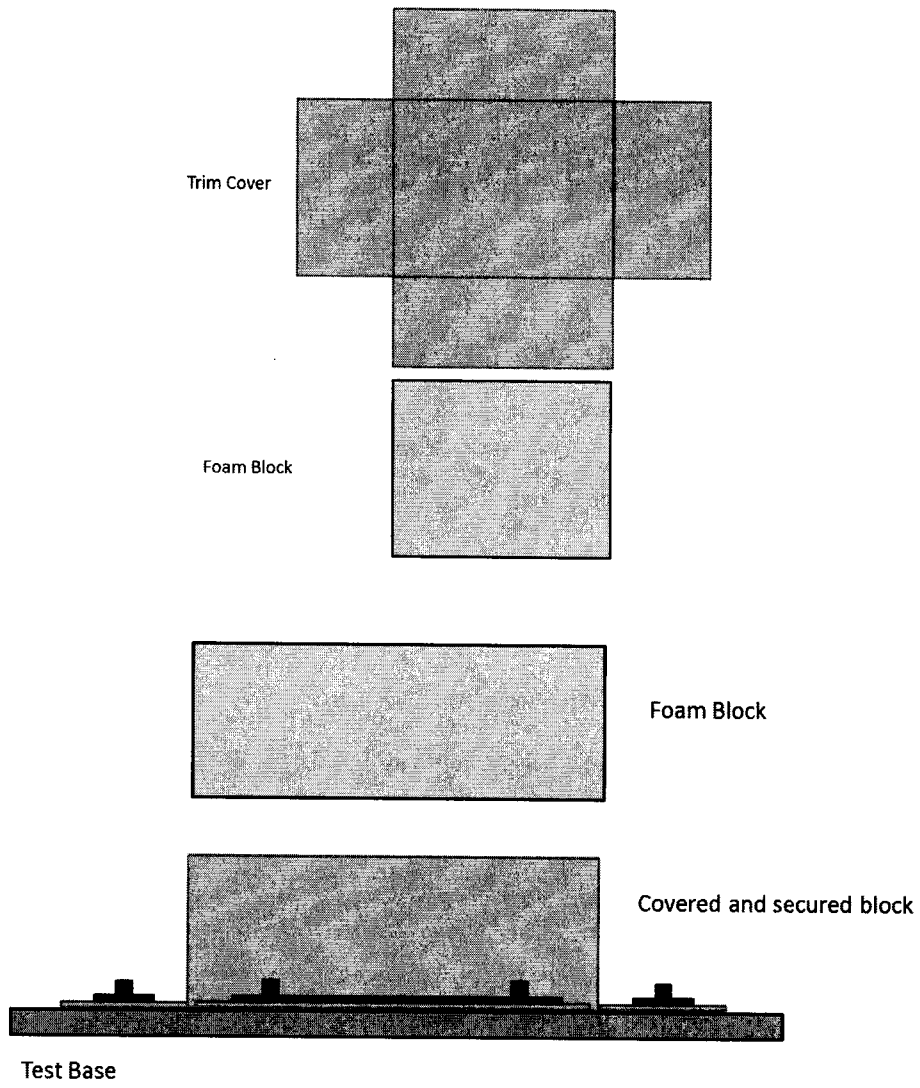 Trim Cover
Foam Block
Foam Block
Covered and secured block
Test Base